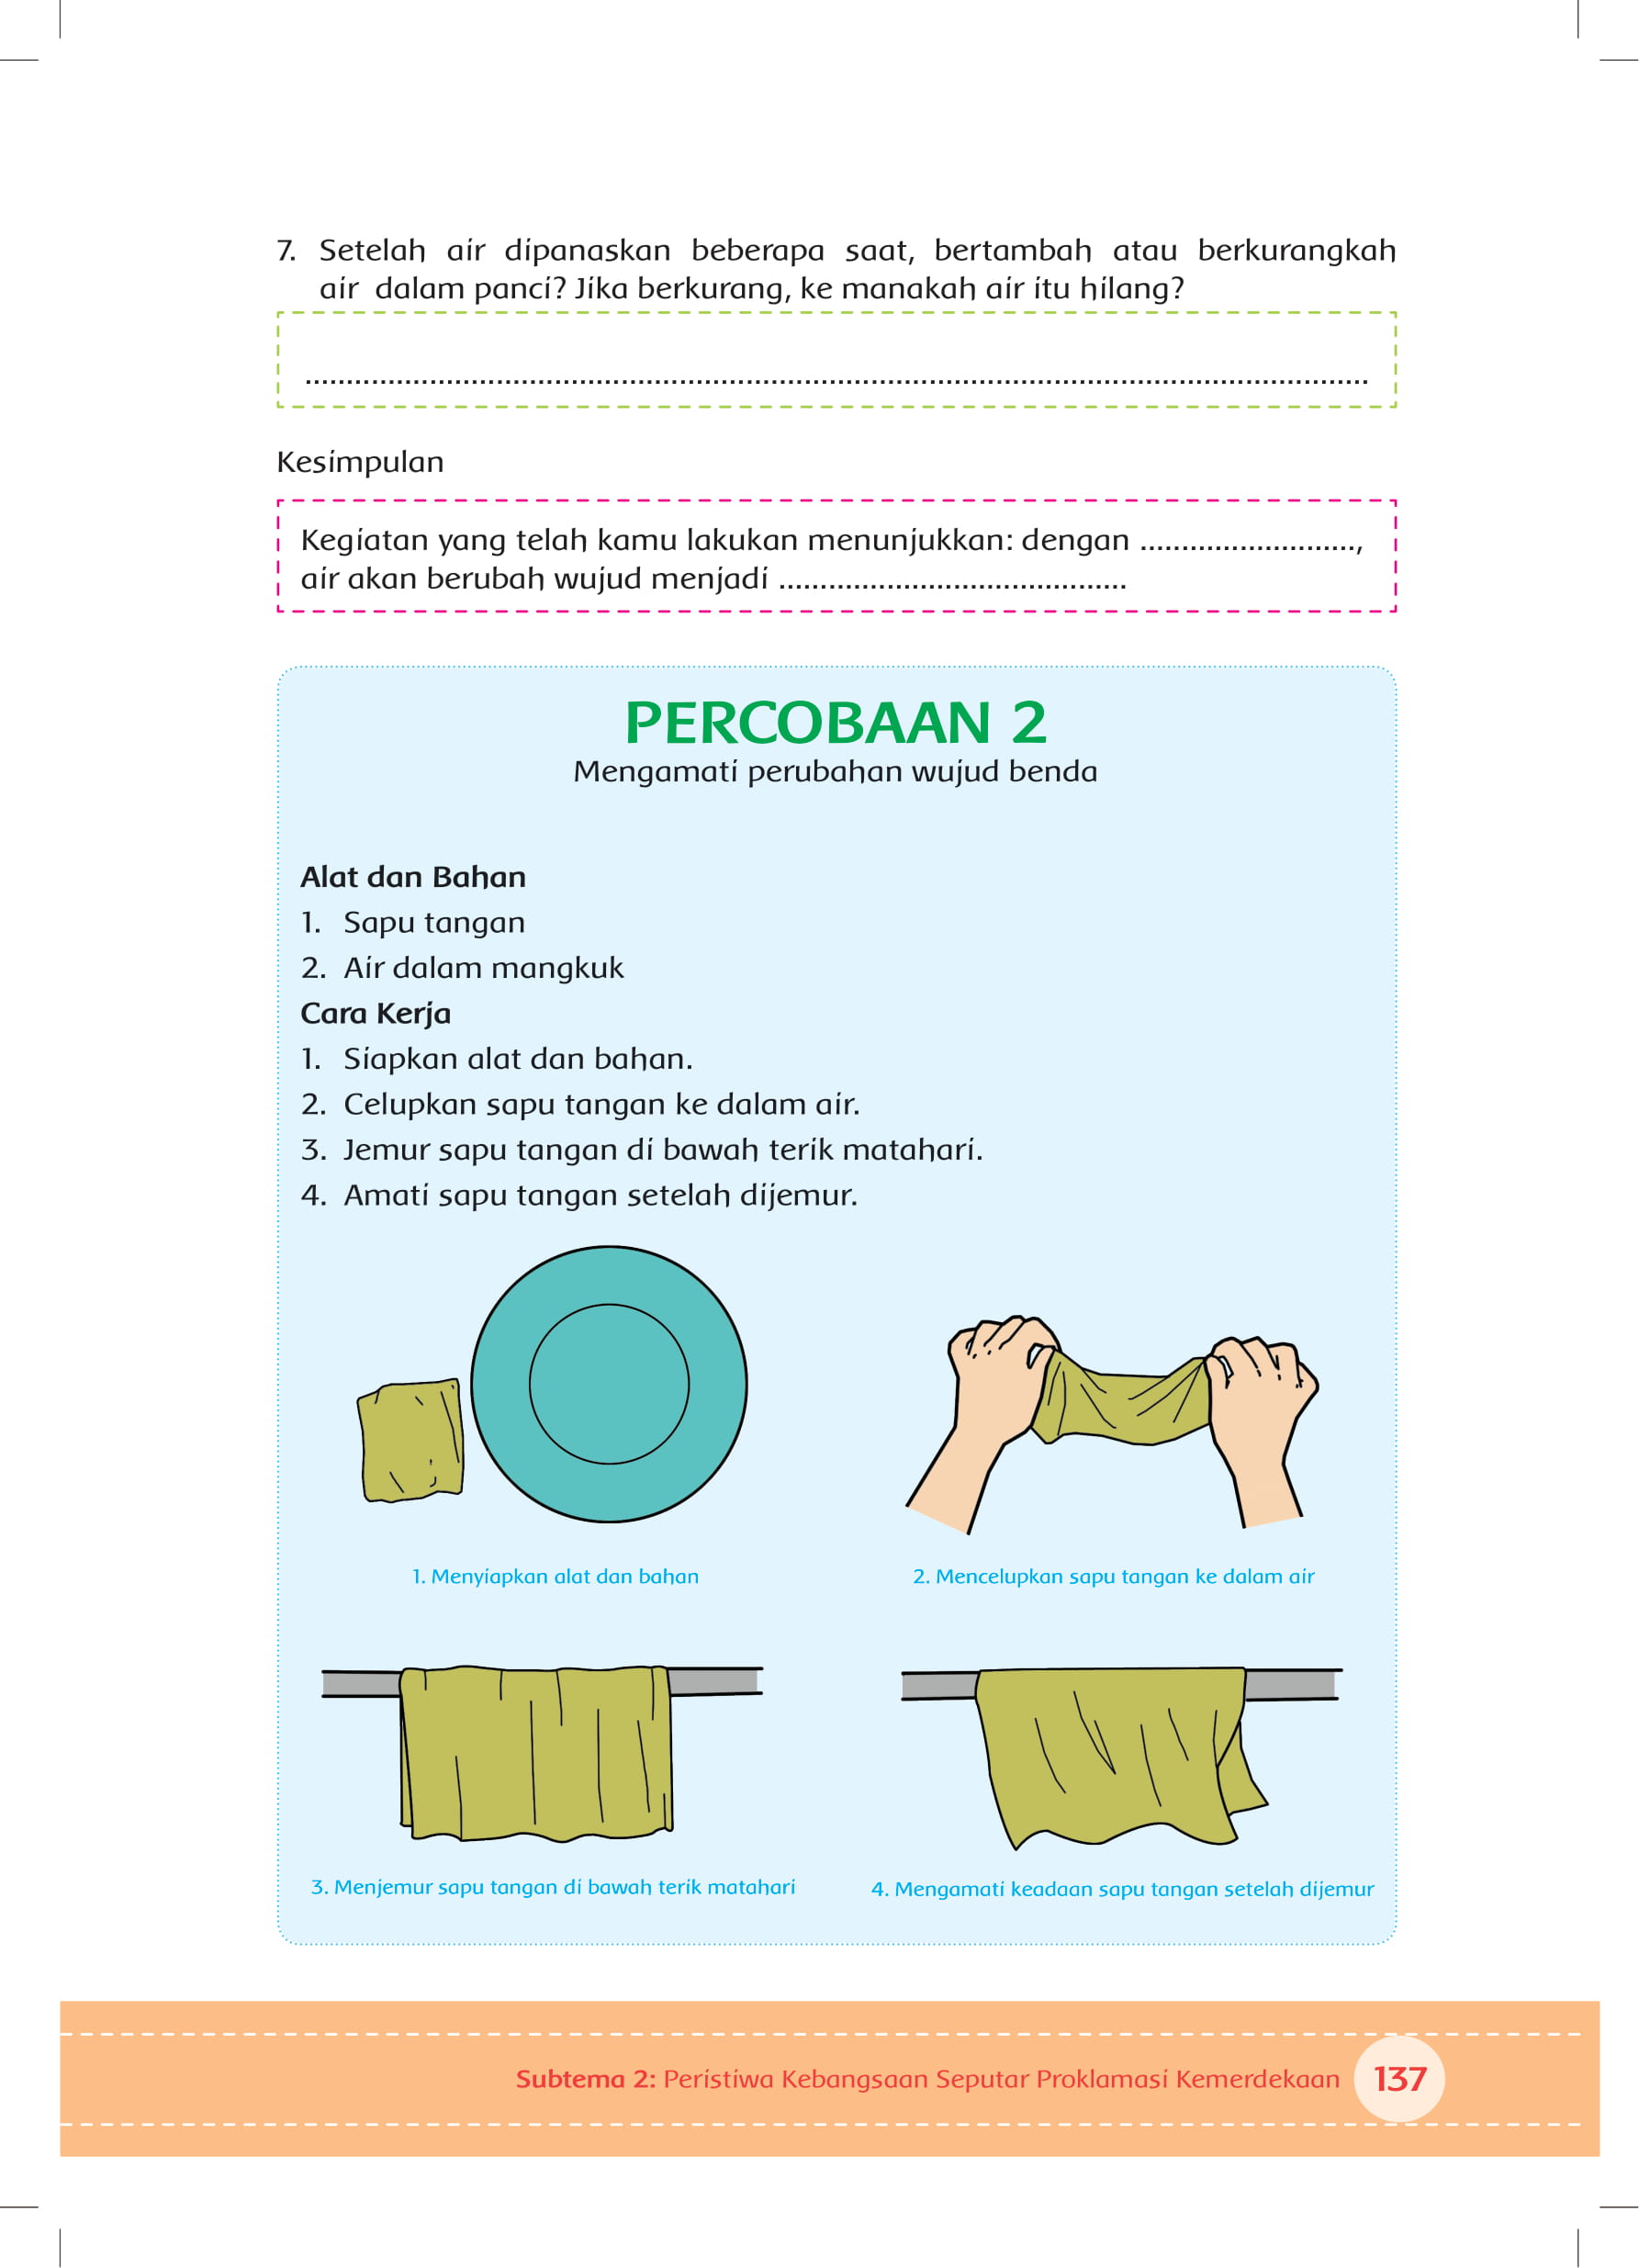 7. Setelah air dipanaskan beberapa saat, bertambah atau berkurangkah
air dalam panci? Jika berkurang, ke manakah air itu hilang?
.................................................................................................................................
Kesimpulan
Kegiatan yang telah kamu lakukan menunjukkan: dengan ..........................,
air akan berubah wujud menjadi ..........................................
PERCOBAAN 2
Mengamati perubahan wujud benda
Alat dan Bahan
1. Sapu tangan
2. Air dalam mangkuk
Cara Kerja
1. Siapkan alat dan bahan.
2. Celupkan sapu tangan ke dalam air.
3. Jemur sapu tangan di bawah terik matahari.
4. Amati sapu tangan setelah dijemur.
1. Menyiapkan alat dan bahan
2. Mencelupkan sapu tangan ke dalam air
3. Menjemur sapu tangan di bawah terik matahari
4. Mengamati keadaan sapu tangan setelah dijemur
Subtema 2: Peristiwa Kebangsaan Seputar Proklamasi Kemerdekaan 137